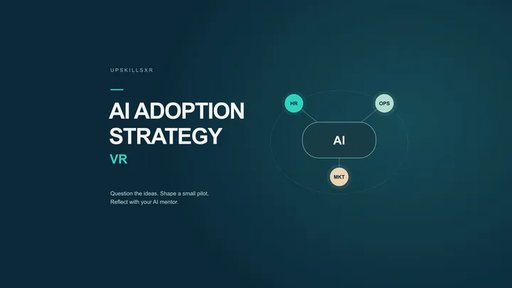 UPSKILLSXR
AI ADOPTION
STRATEGY
VR
Question the ideas. Shape a small pilot.
Reflect with your AI mentor.
HR
OPS
AI
MKT